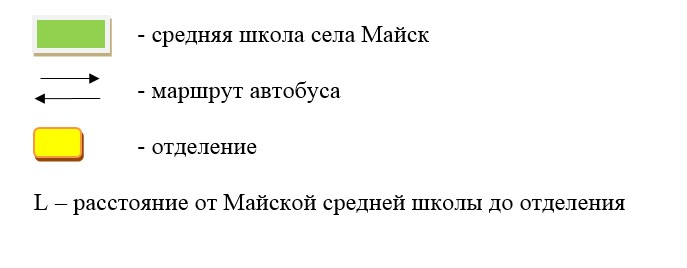 - средняя школа села Майск
- маршрут автобуса
- отделение
L – расстояние от Майской средней школы до отделения